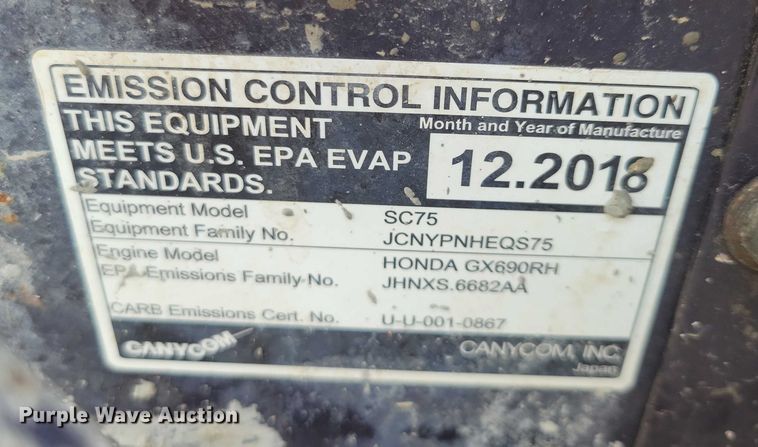 EMISSION CONTROL INFORMATION
THIS EQUIPMENT
MEETS U.S. EPA EVAP
STANDARDS.
Month and Year of Manufacture
12.2018
Equipment Model SC75
Equipment Family No. JCNYPNHEQS75
Engine Model HONDA GX690RH
EPA Emissions Family No. JHNXS.6682AA
CARB Emissions Cert. No. U-U-001-0867
CANYCOM
CANYCOM, INC.
Japan
Purple Wave Auction